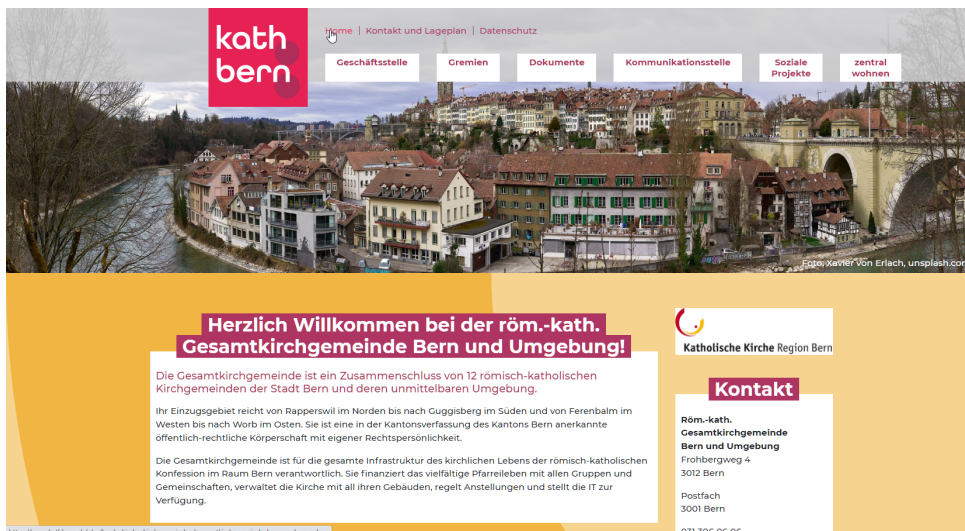 kath
bern
Home | Kontakt und Lageplan | Datenschutz
Geschäftsstelle
Gremien
Dokumente
Kommunikationsstelle
Soziale
Projekte
zentral
wohnen
Foto: Xavier von Erlach, unsplash.com
Herzlich Willkommen bei der röm.-kath.
Gesamtkirchgemeinde Bern und Umgebung!
Die Gesamtkirchgemeinde ist ein Zusammenschluss von 12 römisch-katholischen
Kirchgemeinden der Stadt Bern und deren unmittelbaren Umgebung.
Ihr Einzugsgebiet reicht von Rapperswil im Norden bis nach Guggisberg im Süden und von Ferenbalm im
Westen bis nach Worb im Osten. Sie ist eine in der Kantonsverfassung des Kantons Bern anerkannte
öffentlich-rechtliche Körperschaft mit eigener Rechtspersönlichkeit.
Die Gesamtkirchgemeinde ist für die gesamte Infrastruktur des kirchlichen Lebens der römisch-katholischen
Konfession im Raum Bern verantwortlich. Sie finanziert das vielfältige Pfarreileben mit allen Gruppen und
Gemeinschaften, verwaltet die Kirche mit all ihren Gebäuden, regelt Anstellungen und stellt die IT zur
Verfügung.
Katholische Kirche Region Bern
Kontakt
Röm.-kath.
Gesamtkirchgemeinde
Bern und Umgebung
Frohbergweg 4
3012 Bern
Postfach
3001 Bern
031 306 06 06